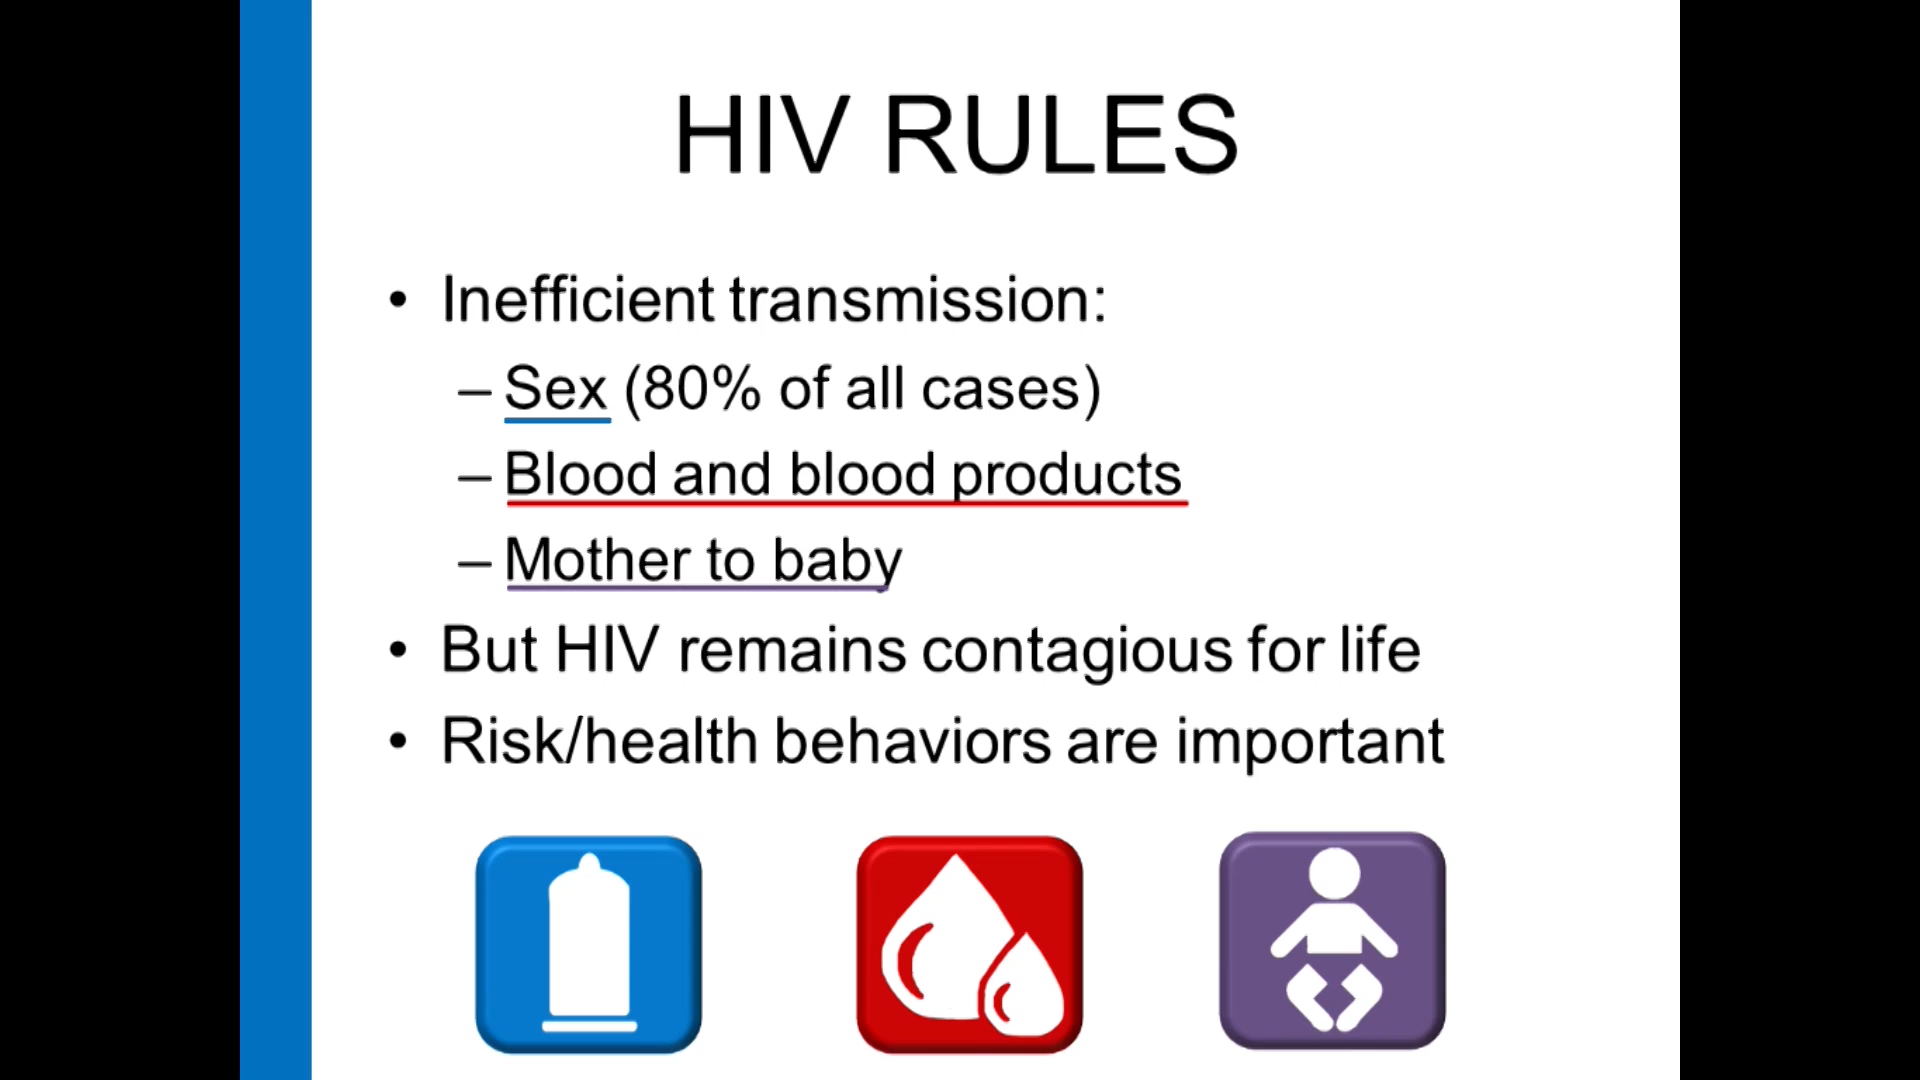 HIV RULES
• Inefficient transmission:
– Sex (80% of all cases)
– Blood and blood products
– Mother to baby
• But HIV remains contagious for life
• Risk/health behaviors are important